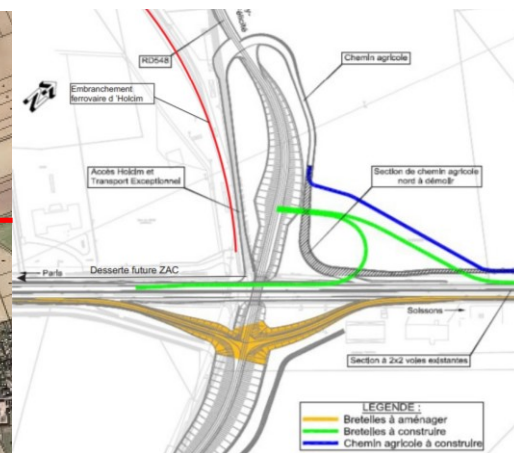 RD548
Chemin agricole
Embranchement
ferrovaire d 'Holcim
Accès Holcim et
Transport Exceptionnel
Section de chemin agricole
nord à démolir
Paris
Desserte future ZAC
Soissons
Section à 2x2 voies existantes
LEGENDE :
Bretelles à aménager
Bretelles à construire
Chemin agricole à construire